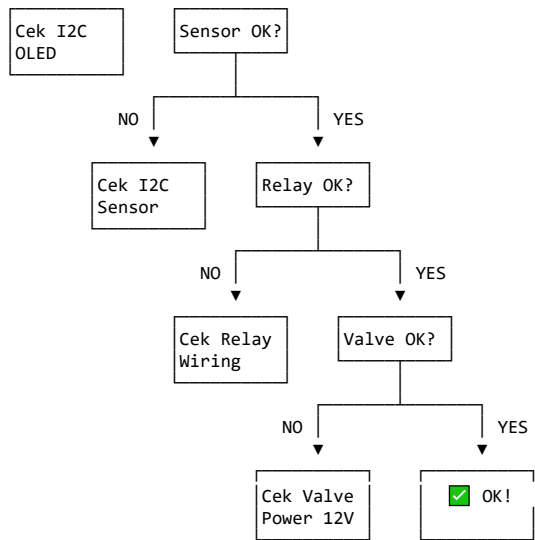 Cek I2C
OLED
Sensor OK?
NO
YES
Cek I2C
Sensor
Relay OK?
NO
YES
Cek Relay
Wiring
Valve OK?
NO
YES
Cek Valve
Power 12V
✅ OK!